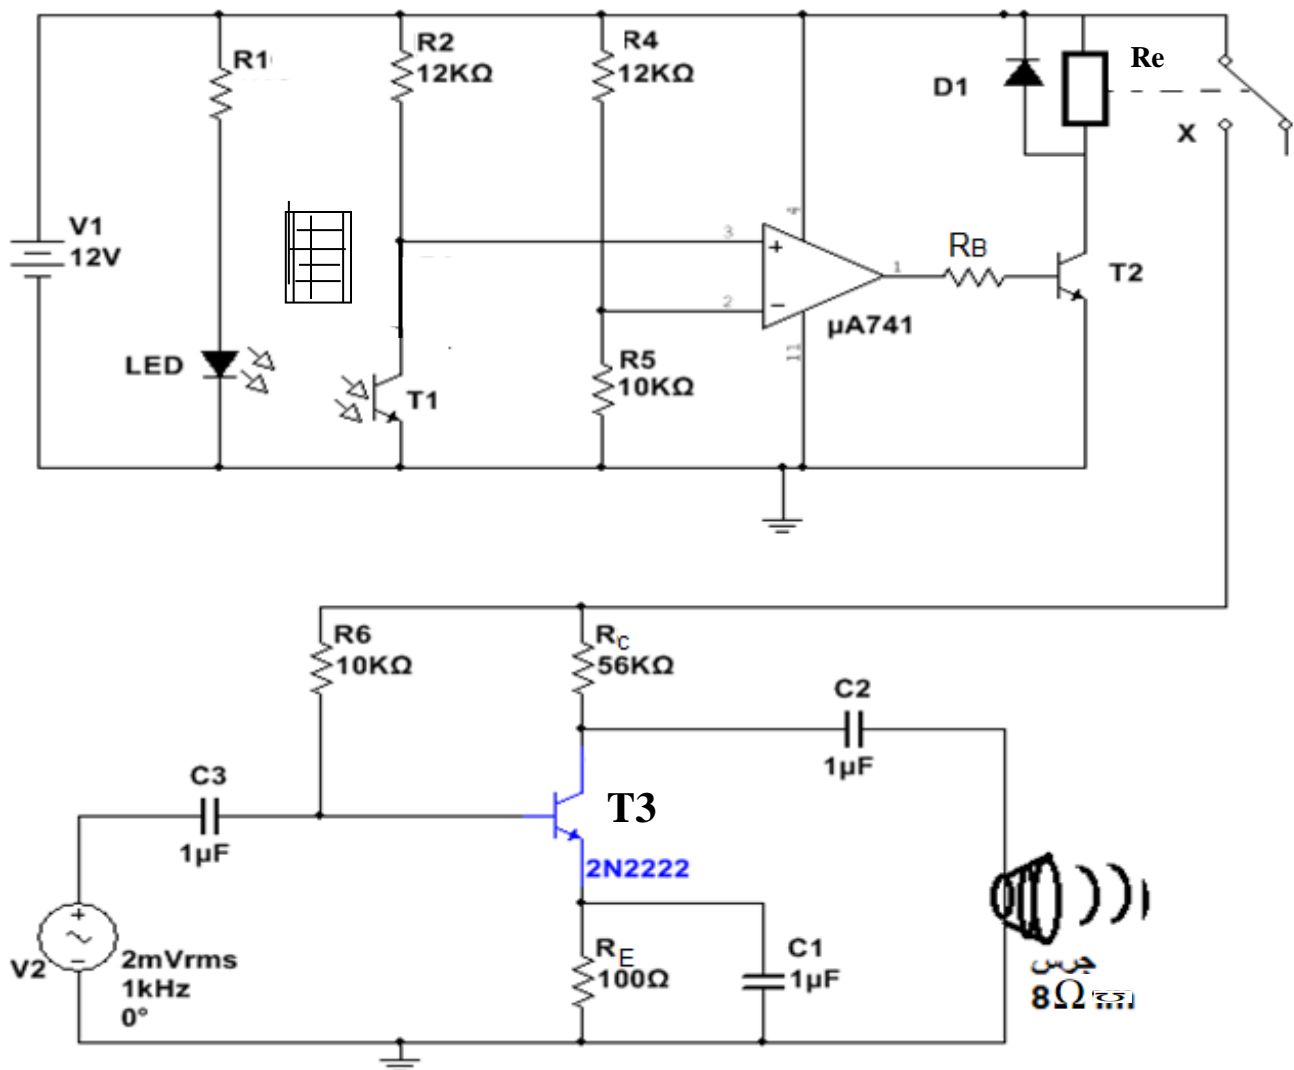 R1
R2
12KΩ
R4
12KΩ
D1
Re
X
V1
12V
4
3
+
2
−
1
11
µA741
RB
T2
LED
T1
R5
10KΩ
R6
10KΩ
RC
56KΩ
C2
1µF
C3
1µF
T3
2N2222
V2
+
−
2mVrms
1kHz
0°
RE
100Ω
C1
1µF
جرس
8Ω